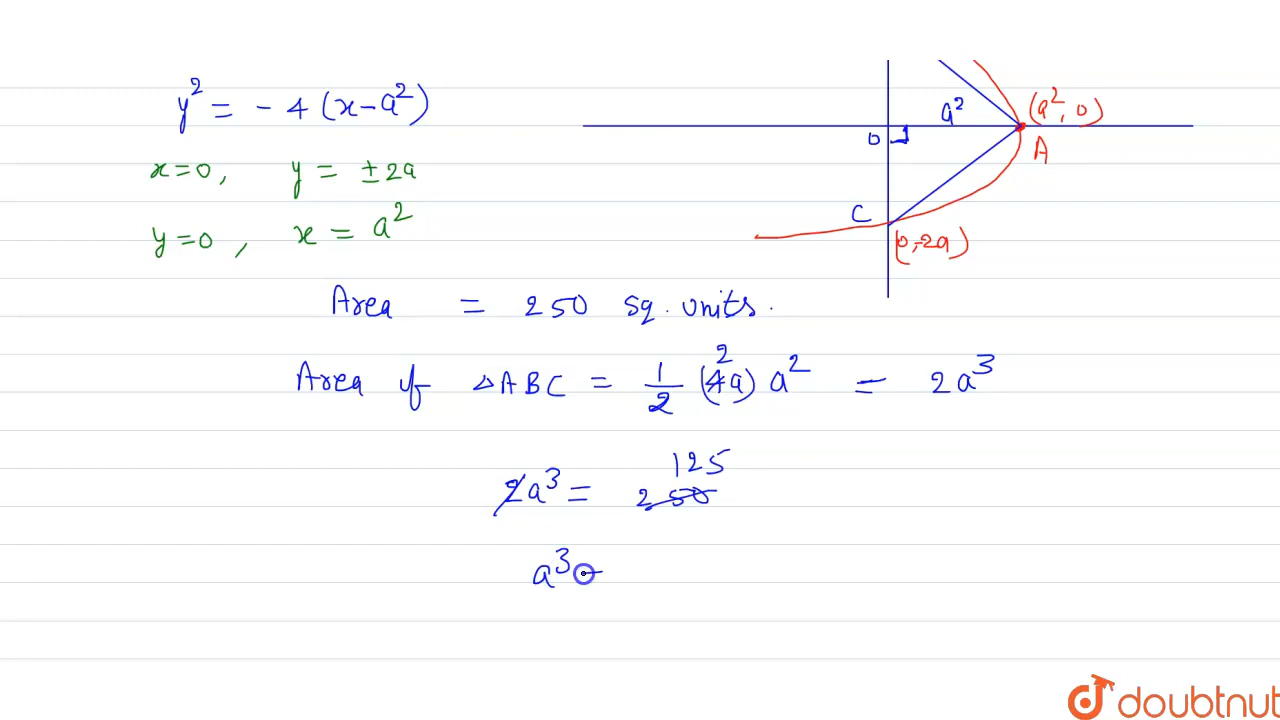 y² = - 4 (x - a²)
x=0, y = ± 2a
y=0, x = a²
a²
(a², 0)
0
A
C
(0,-2a)
Area = 250 sq. units.
Area of △ABC = 1/2 (4a) a² = 2a³
2
2a³ = 250
125
a³
doubtnut